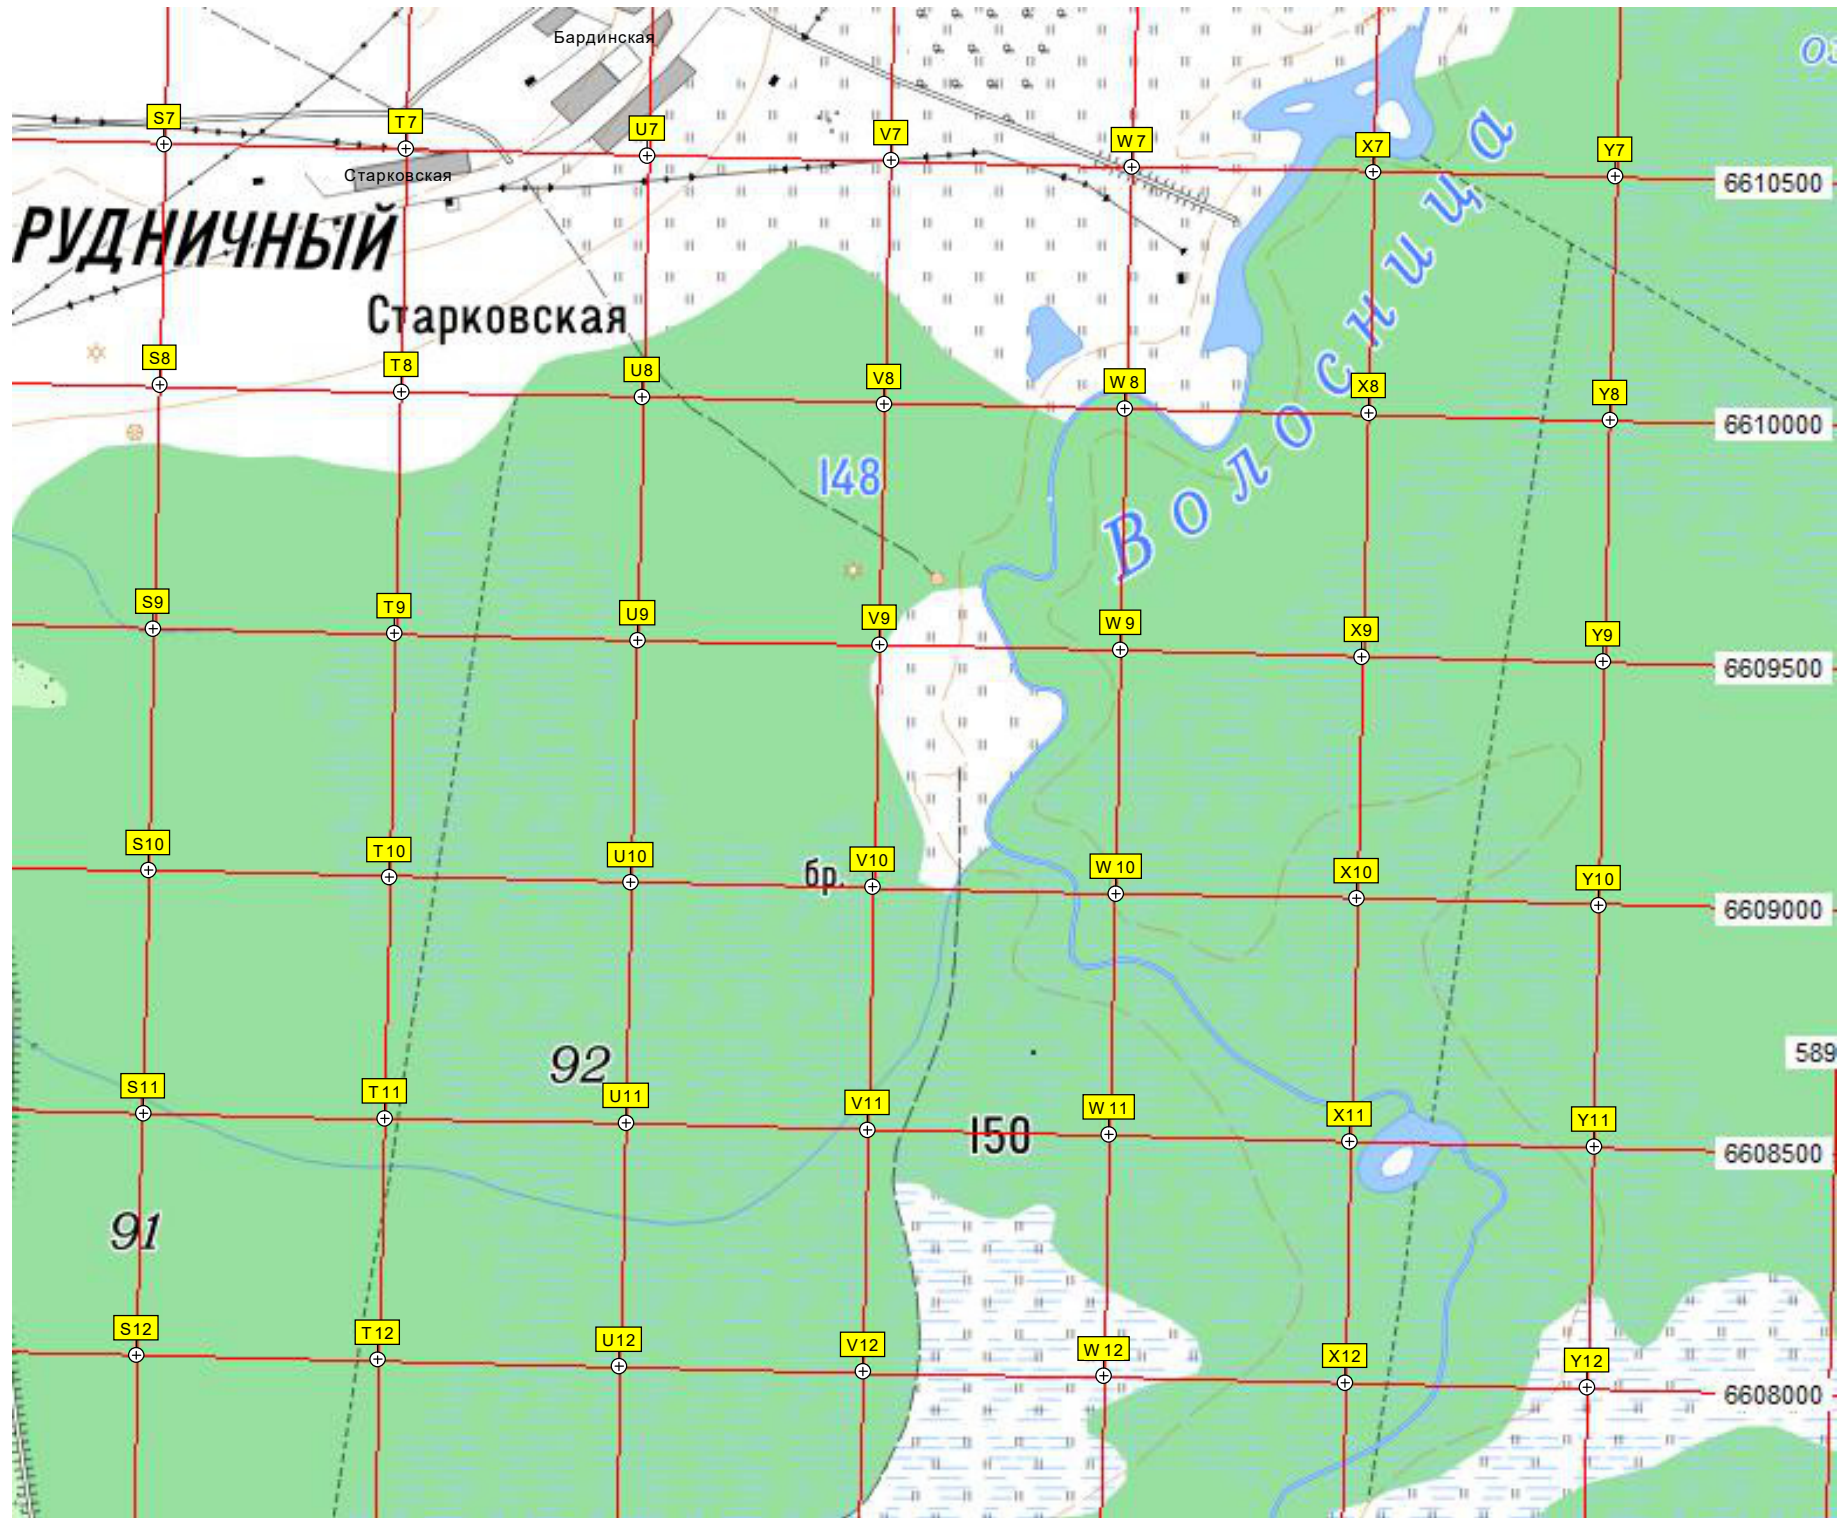 Бардинская
оз
S7
T7
U7
V7
W7
X7
Y7
6610500
Старковская
РУДНИЧНЫЙ
Старковская
S8
T8
U8
V8
W8
X8
Y8
6610000
148
Волосница
S9
T9
U9
V9
W9
X9
Y9
6609500
S10
T10
U10
V10
W10
X10
Y10
бр.
6609000
92
589
S11
T11
U11
V11
W11
X11
Y11
150
6608500
91
S12
T12
U12
V12
W12
X12
Y12
6608000